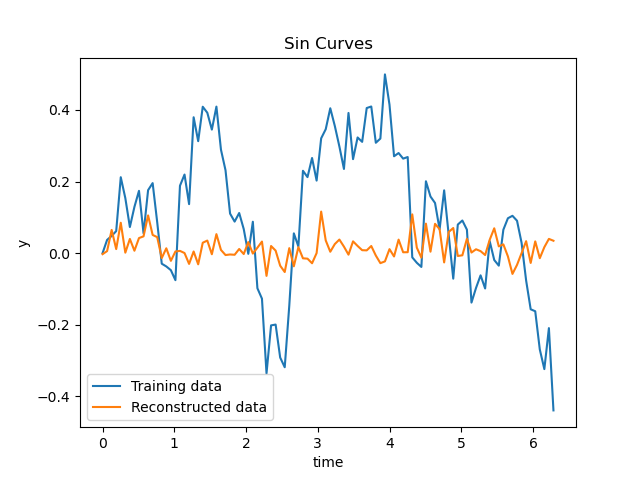 Sin Curves
y
0.4
0.2
0.0
−0.2
−0.4
Training data
Reconstructed data
0 1 2 3 4 5 6
time